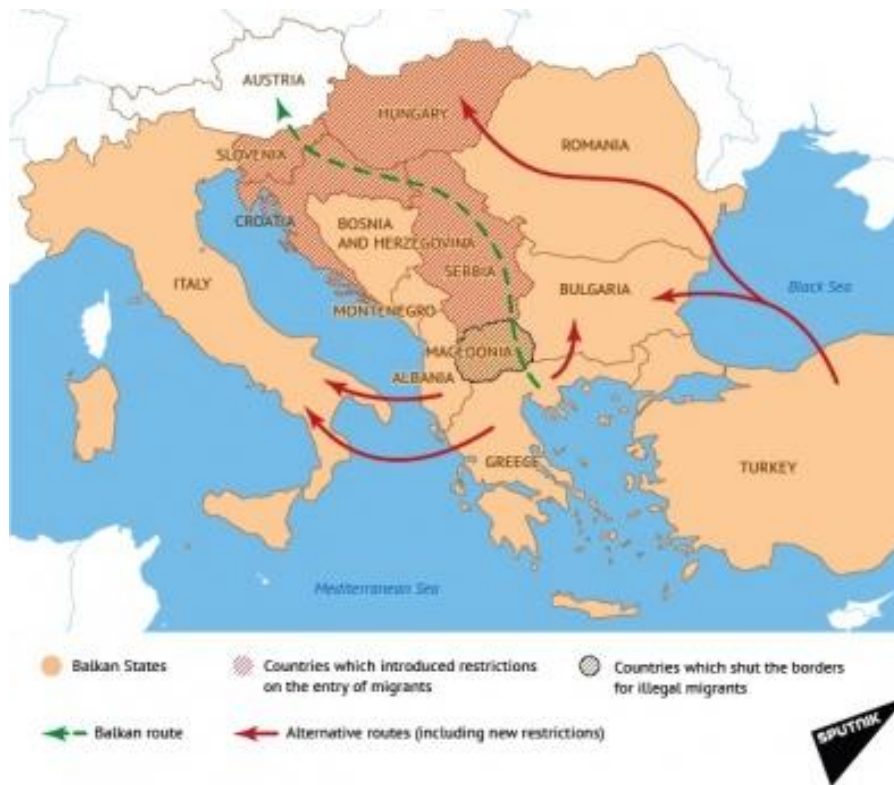 AUSTRIA
HUNGARY
SLOVENIA
ROMANIA
CROATIA
BOSNIA
AND HERZEGOVINA
SERBIA
ITALY
BULGARIA
Black Sea
MONTENEGRO
MACEDONIA
ALBANIA
GREECE
TURKEY
Mediterranean Sea
Balkan States
Countries which introduced restrictions
on the entry of migrants
Countries which shut the borders
for illegal migrants
Balkan route
Alternative routes (including new restrictions)
SPUTNIK